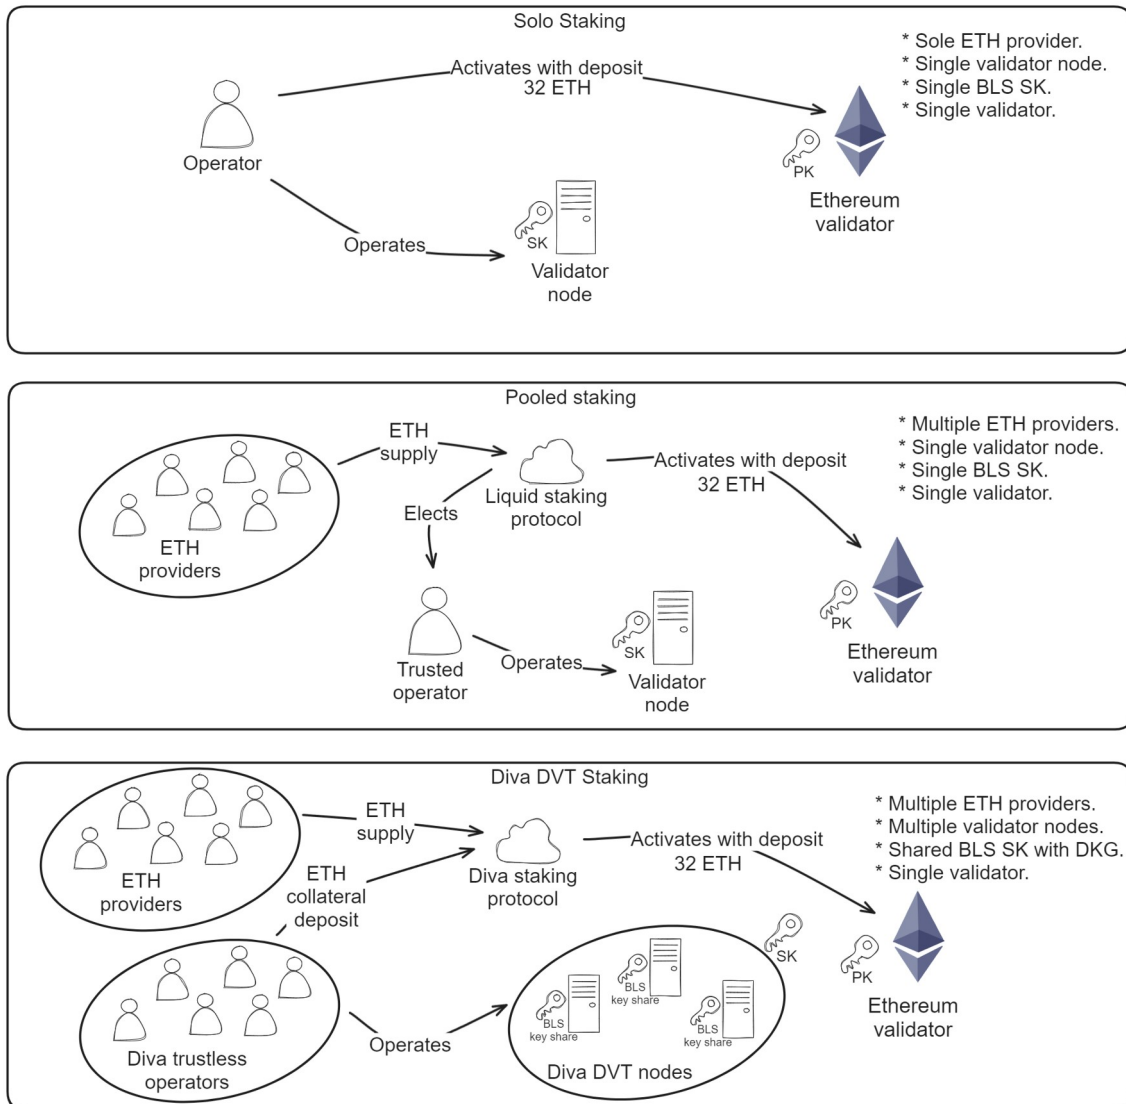 Solo Staking
* Sole ETH provider.
* Single validator node.
* Single BLS SK.
* Single validator.
Activates with deposit
32 ETH
Operator
PK
Ethereum
validator
Operates
SK
Validator
node
Pooled staking
* Multiple ETH providers.
* Single validator node.
* Single BLS SK.
* Single validator.
ETH
supply
ETH
providers
Liquid staking
protocol
Activates with deposit
32 ETH
Elects
Trusted
operator
Operates
SK
Validator
node
PK
Ethereum
validator
Diva DVT Staking
* Multiple ETH providers.
* Multiple validator nodes.
* Shared BLS SK with DKG.
* Single validator.
ETH
supply
ETH
providers
ETH
collateral
deposit
Diva staking
protocol
Activates with deposit
32 ETH
Diva trustless
operators
Operates
BLS
key share
BLS
key share
BLS
key share
Diva DVT nodes
SK
PK
Ethereum
validator